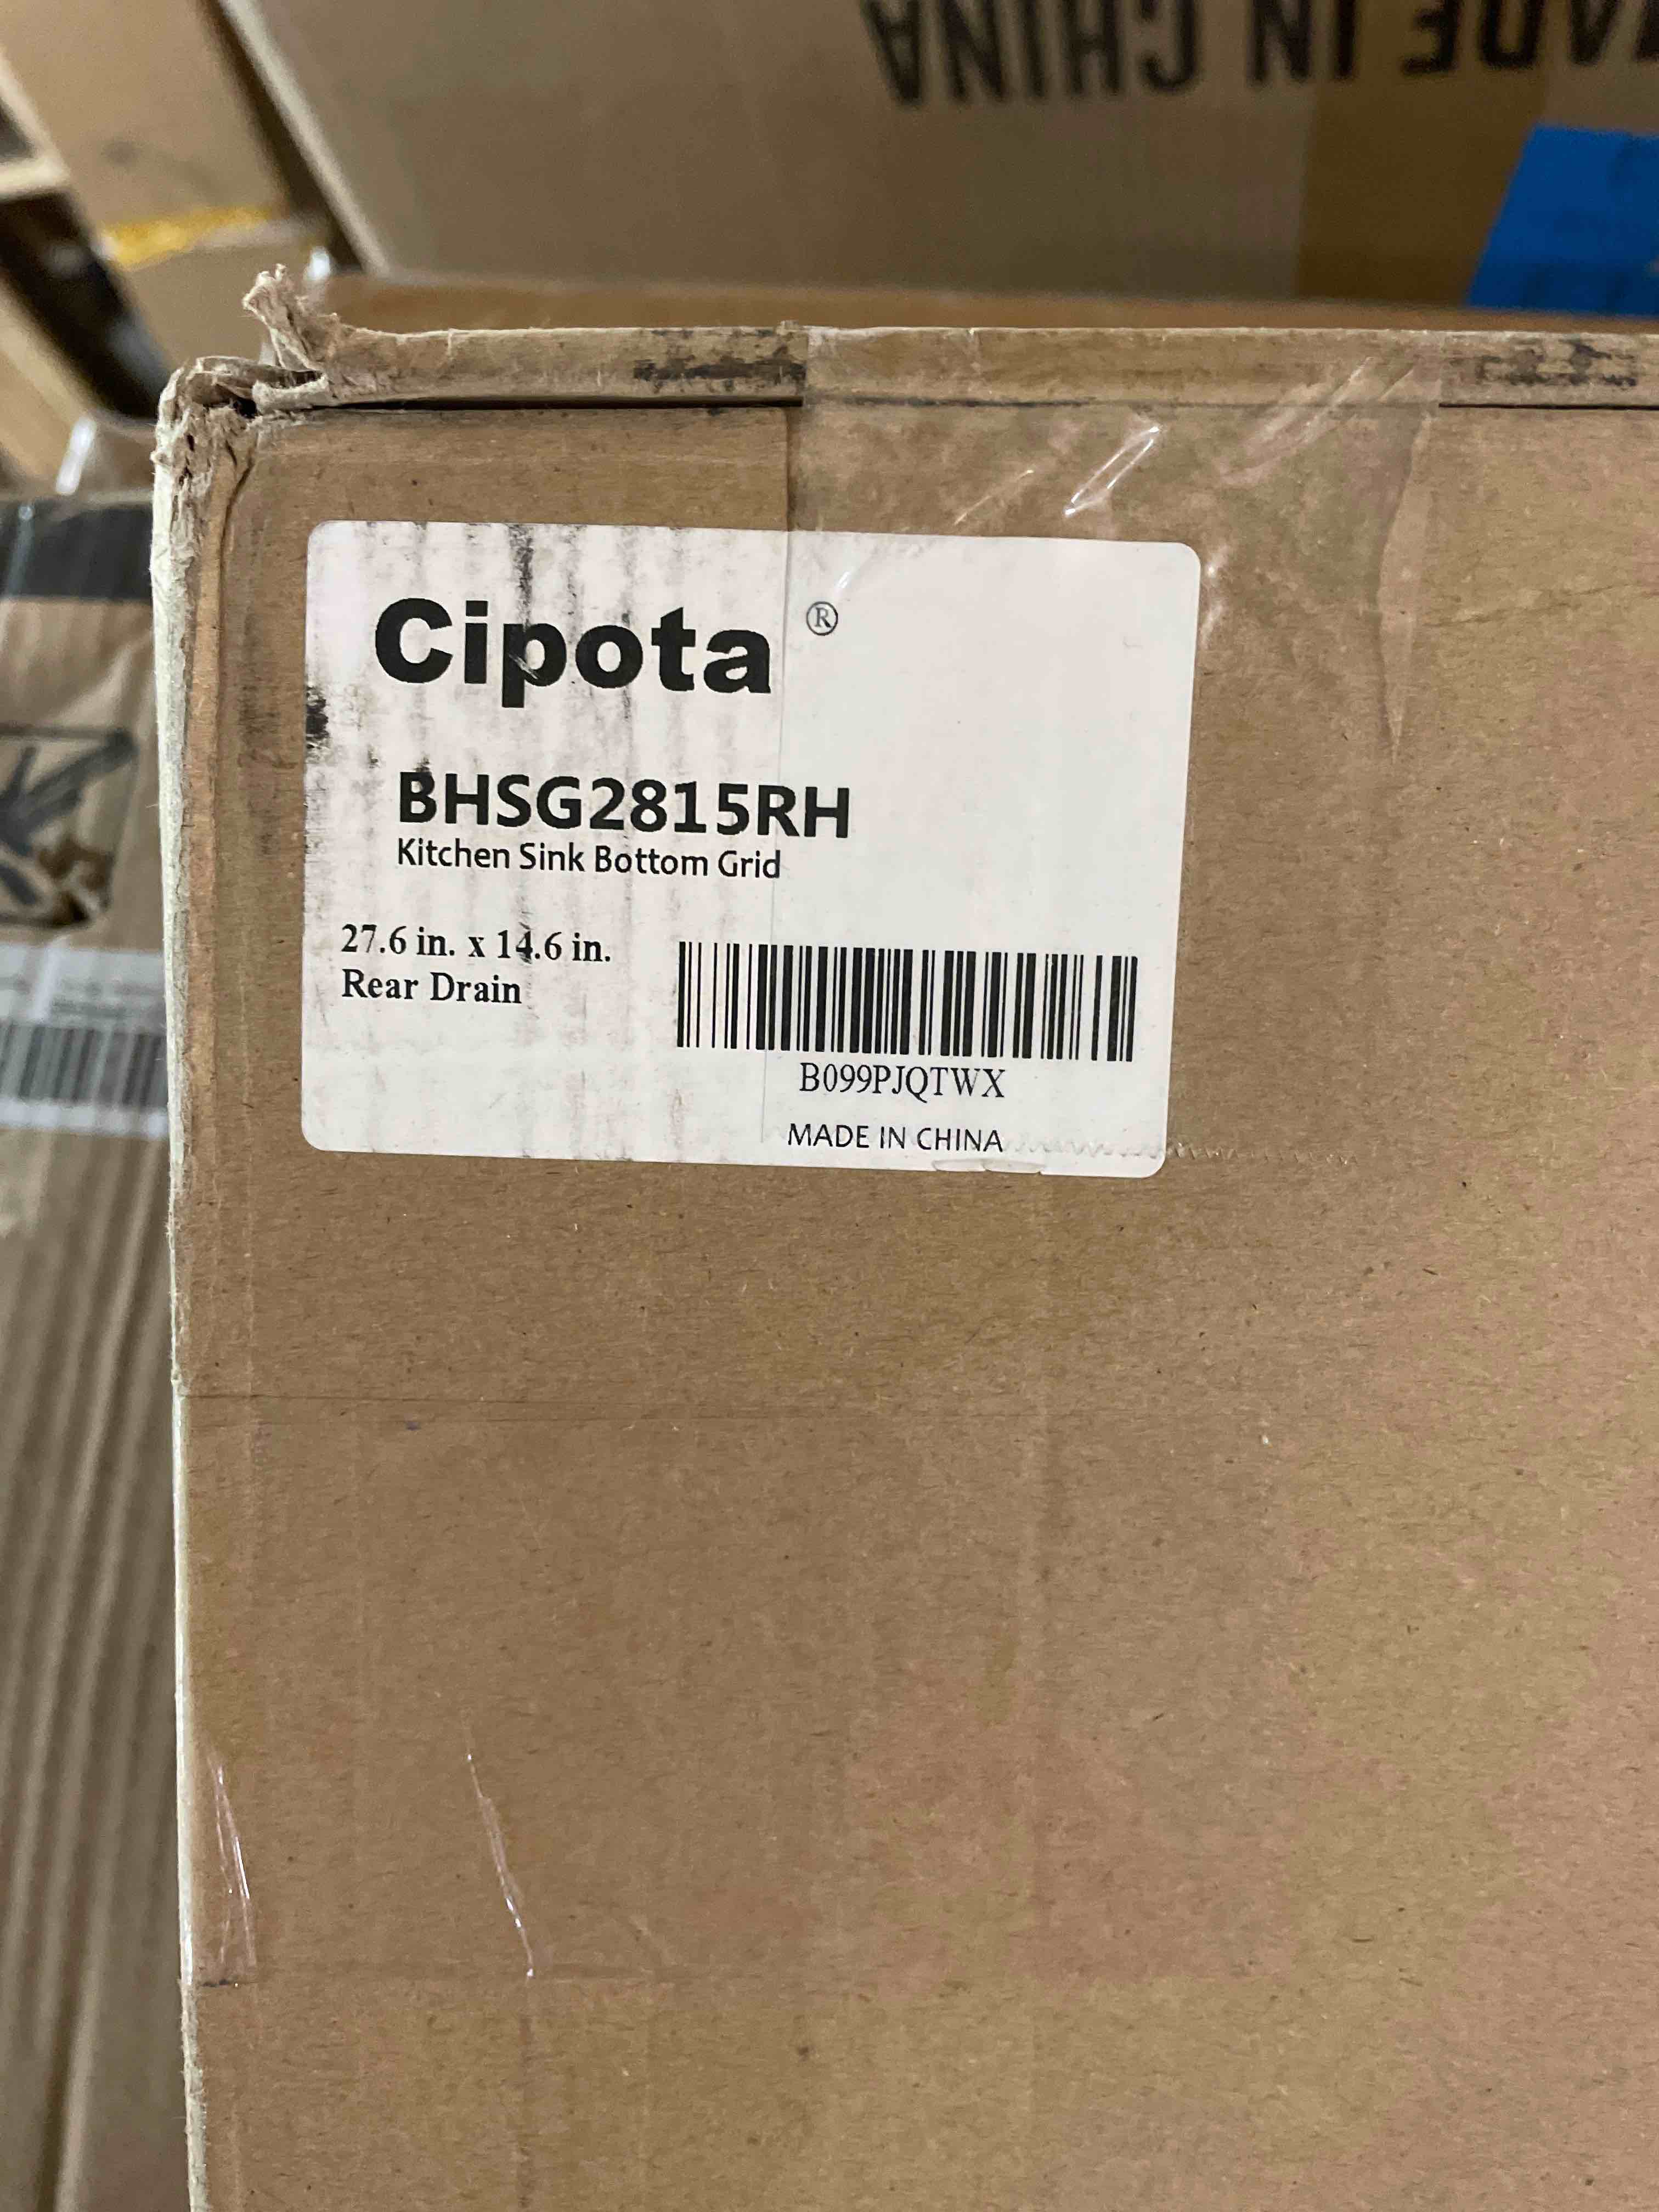 MADE IN CHINA
Cipota ®
BHSG2815RH
Kitchen Sink Bottom Grid
27.6 in. x 14.6 in.
Rear Drain
B099PJQTWX
MADE IN CHINA